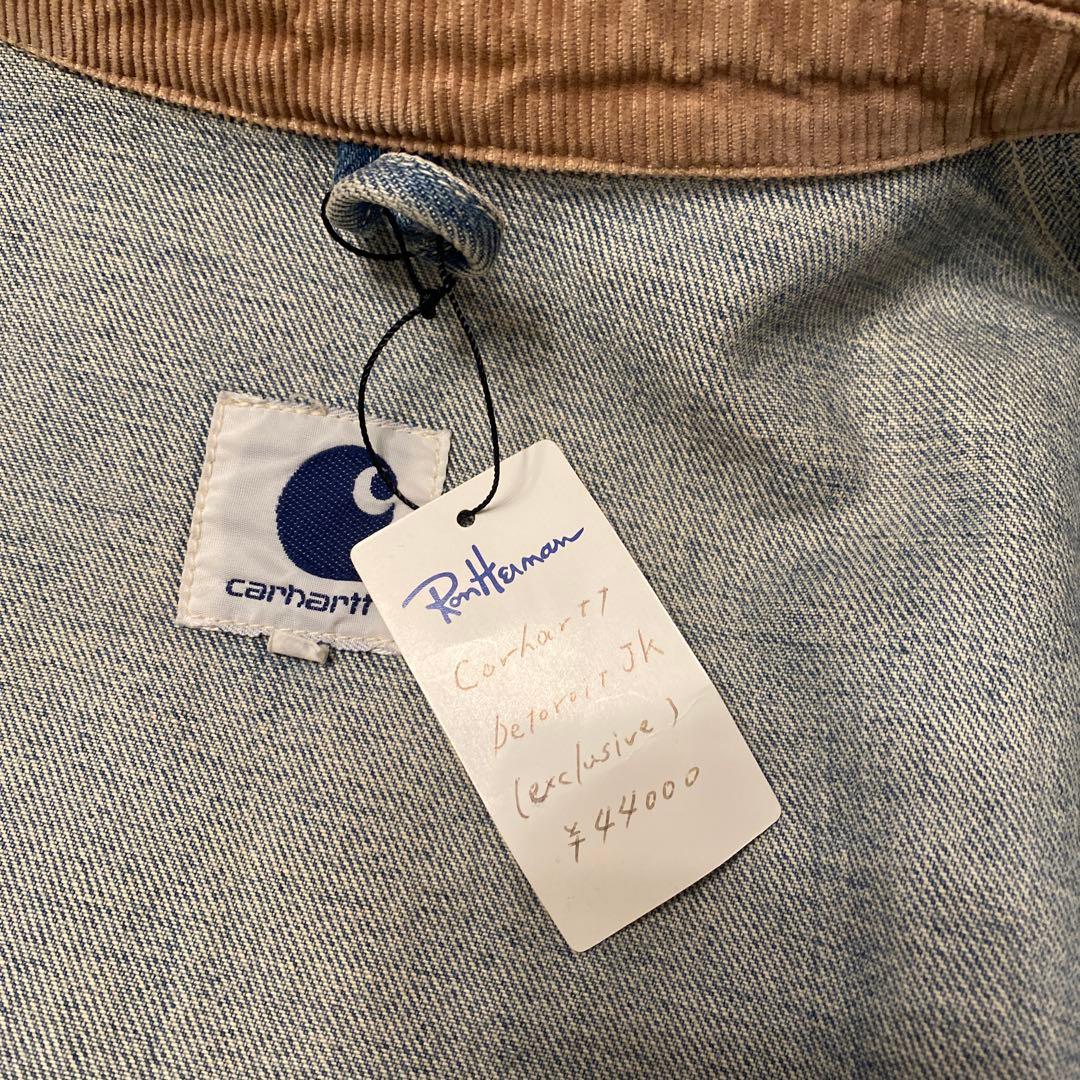 carhartt
RonHerman
Carhartt
Detoroit Jk
(exclusive)
¥44000